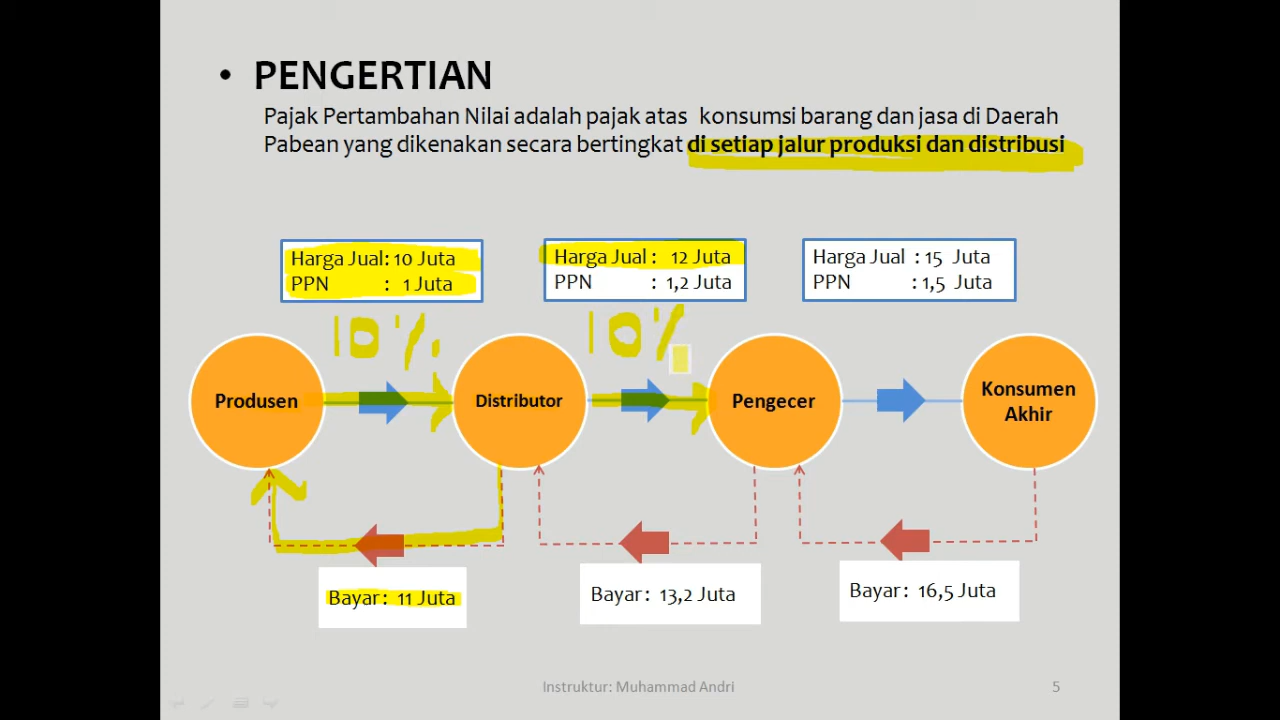 • PENGERTIAN
Pajak Pertambahan Nilai adalah pajak atas konsumsi barang dan jasa di Daerah
Pabean yang dikenakan secara bertingkat di setiap jalur produksi dan distribusi
Harga Jual: 10 Juta
PPN : 1 Juta
Harga Jual : 12 Juta
PPN : 1,2 Juta
Harga Jual : 15 Juta
PPN : 1,5 Juta
10%
10%
Produsen
Distributor
Pengecer
Konsumen
Akhir
Bayar: 11 Juta
Bayar: 13,2 Juta
Bayar: 16,5 Juta
Instruktur: Muhammad Andri
5